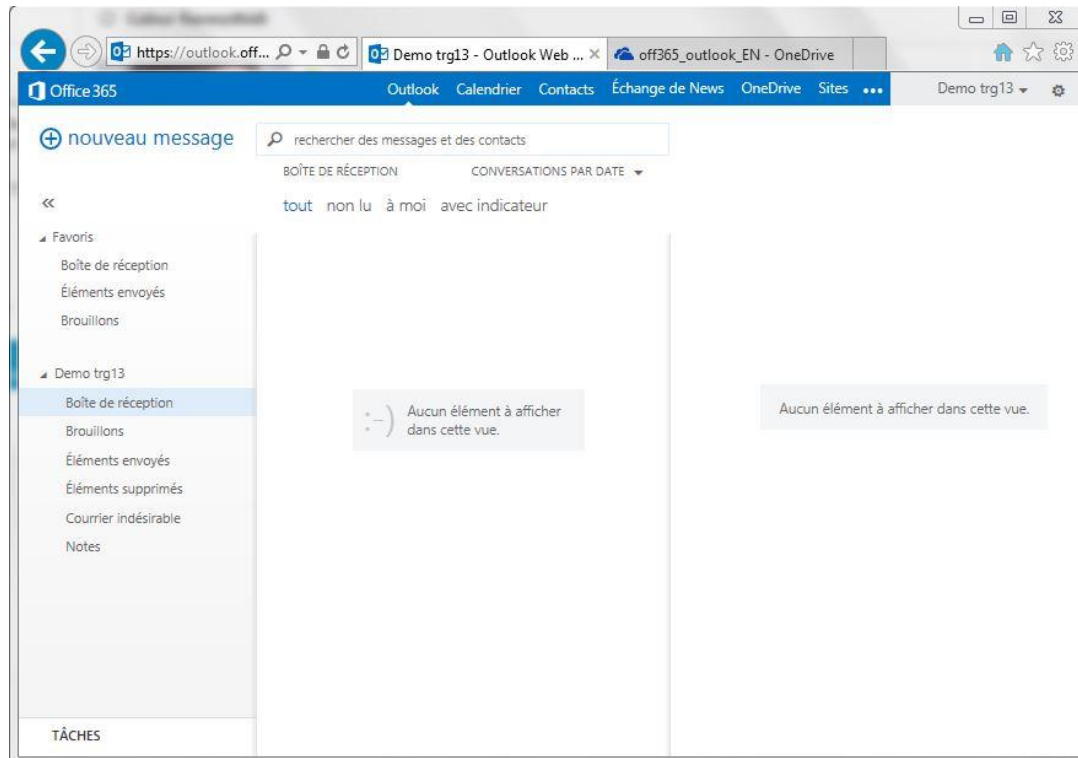 https://outlook.off...
Demo trg13 - Outlook Web ...
off365_outlook_EN - OneDrive
Office 365
Outlook Calendrier Contacts Échange de News OneDrive Sites •••
Demo trg13
nouveau message
rechercher des messages et des contacts
BOÎTE DE RÉCEPTION
CONVERSATIONS PAR DATE
tout non lu à moi avec indicateur
Favoris
Boîte de réception
Éléments envoyés
Brouillons
Demo trg13
Boîte de réception
Brouillons
Éléments envoyés
Éléments supprimés
Courrier indésirable
Notes
TÂCHES
:-)
Aucun élément à afficher
dans cette vue.
Aucun élément à afficher dans cette vue.